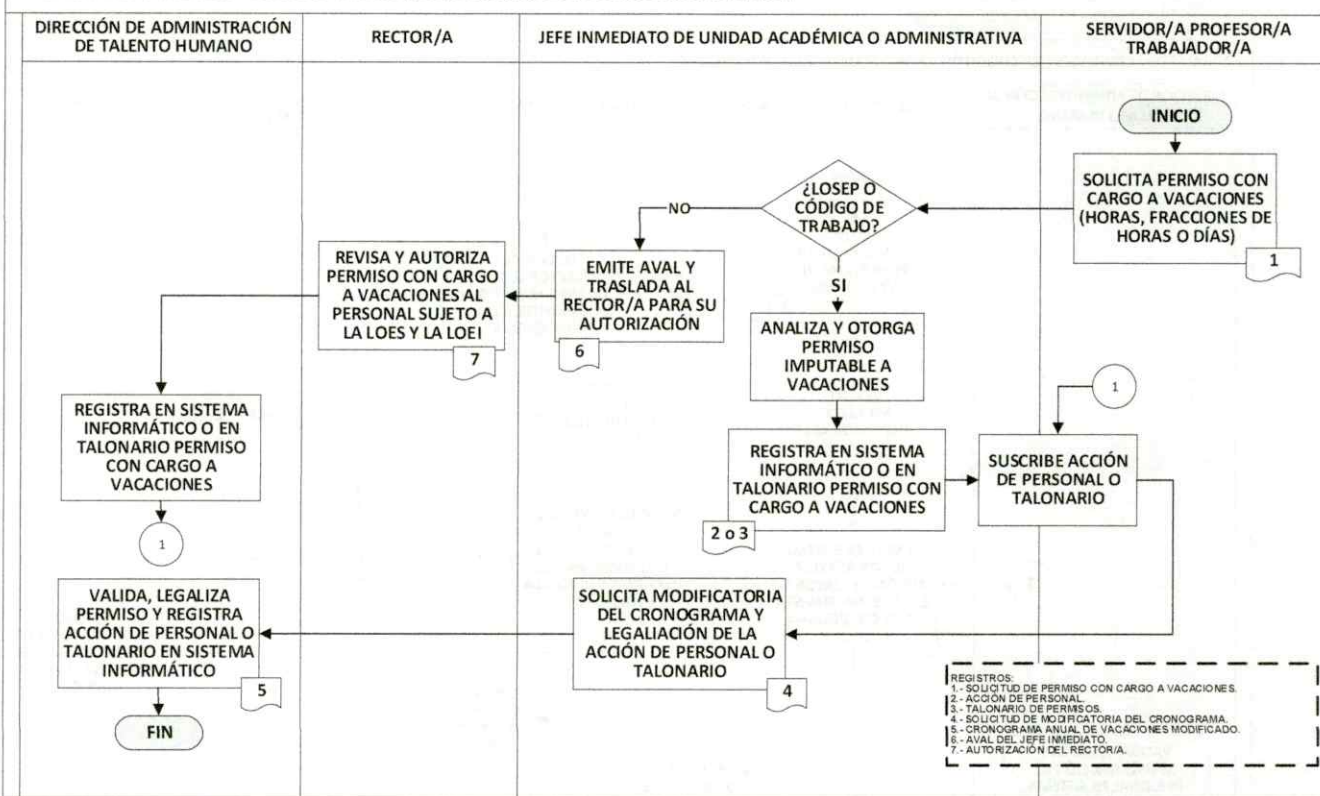 DIRECCIÓN DE ADMINISTRACIÓN
DE TALENTO HUMANO
RECTOR/A
JEFE INMEDIATO DE UNIDAD ACADÉMICA O ADMINISTRATIVA
SERVIDOR/A PROFESOR/A
TRABAJADOR/A
INICIO
SOLICITA PERMISO CON
CARGO A VACACIONES
(HORAS, FRACCIONES DE
HORAS O DÍAS)
1
¿LOSEP O
CÓDIGO DE
TRABAJO?
NO
SI
EMITE AVAL Y
TRASLADA AL
RECTOR/A PARA SU
AUTORIZACIÓN
6
REVISA Y AUTORIZA
PERMISO CON CARGO
A VACACIONES AL
PERSONAL SUJETO A
LA LOES Y LA LOEI
7
ANALIZA Y OTORGA
PERMISO
IMPUTABLE A
VACACIONES
REGISTRA EN SISTEMA
INFORMÁTICO O EN
TALONARIO PERMISO
CON CARGO A
VACACIONES
1
REGISTRA EN SISTEMA
INFORMÁTICO O EN
TALONARIO PERMISO CON
CARGO A VACACIONES
2 o 3
1
SUSCRIBE ACCIÓN
DE PERSONAL O
TALONARIO
SOLICITA MODIFICATORIA
DEL CRONOGRAMA Y
LEGALIACIÓN DE LA
ACCIÓN DE PERSONAL O
TALONARIO
4
VALIDA, LEGALIZA
PERMISO Y REGISTRA
ACCIÓN DE PERSONAL O
TALONARIO EN SISTEMA
INFORMÁTICO
5
FIN
REGISTROS:
1.- SOLICITUD DE PERMISO CON CARGO A VACACIONES.
2.- ACCIÓN DE PERSONAL.
3.- TALONARIO DE PERMISOS.
4.- SOLICITUD DE MODIFICATORIA DEL CRONOGRAMA.
5.- CRONOGRAMA ANUAL DE VACACIONES MODIFICADO.
6.- AVAL DEL JEFE INMEDIATO.
7.- AUTORIZACIÓN DEL RECTOR/A.